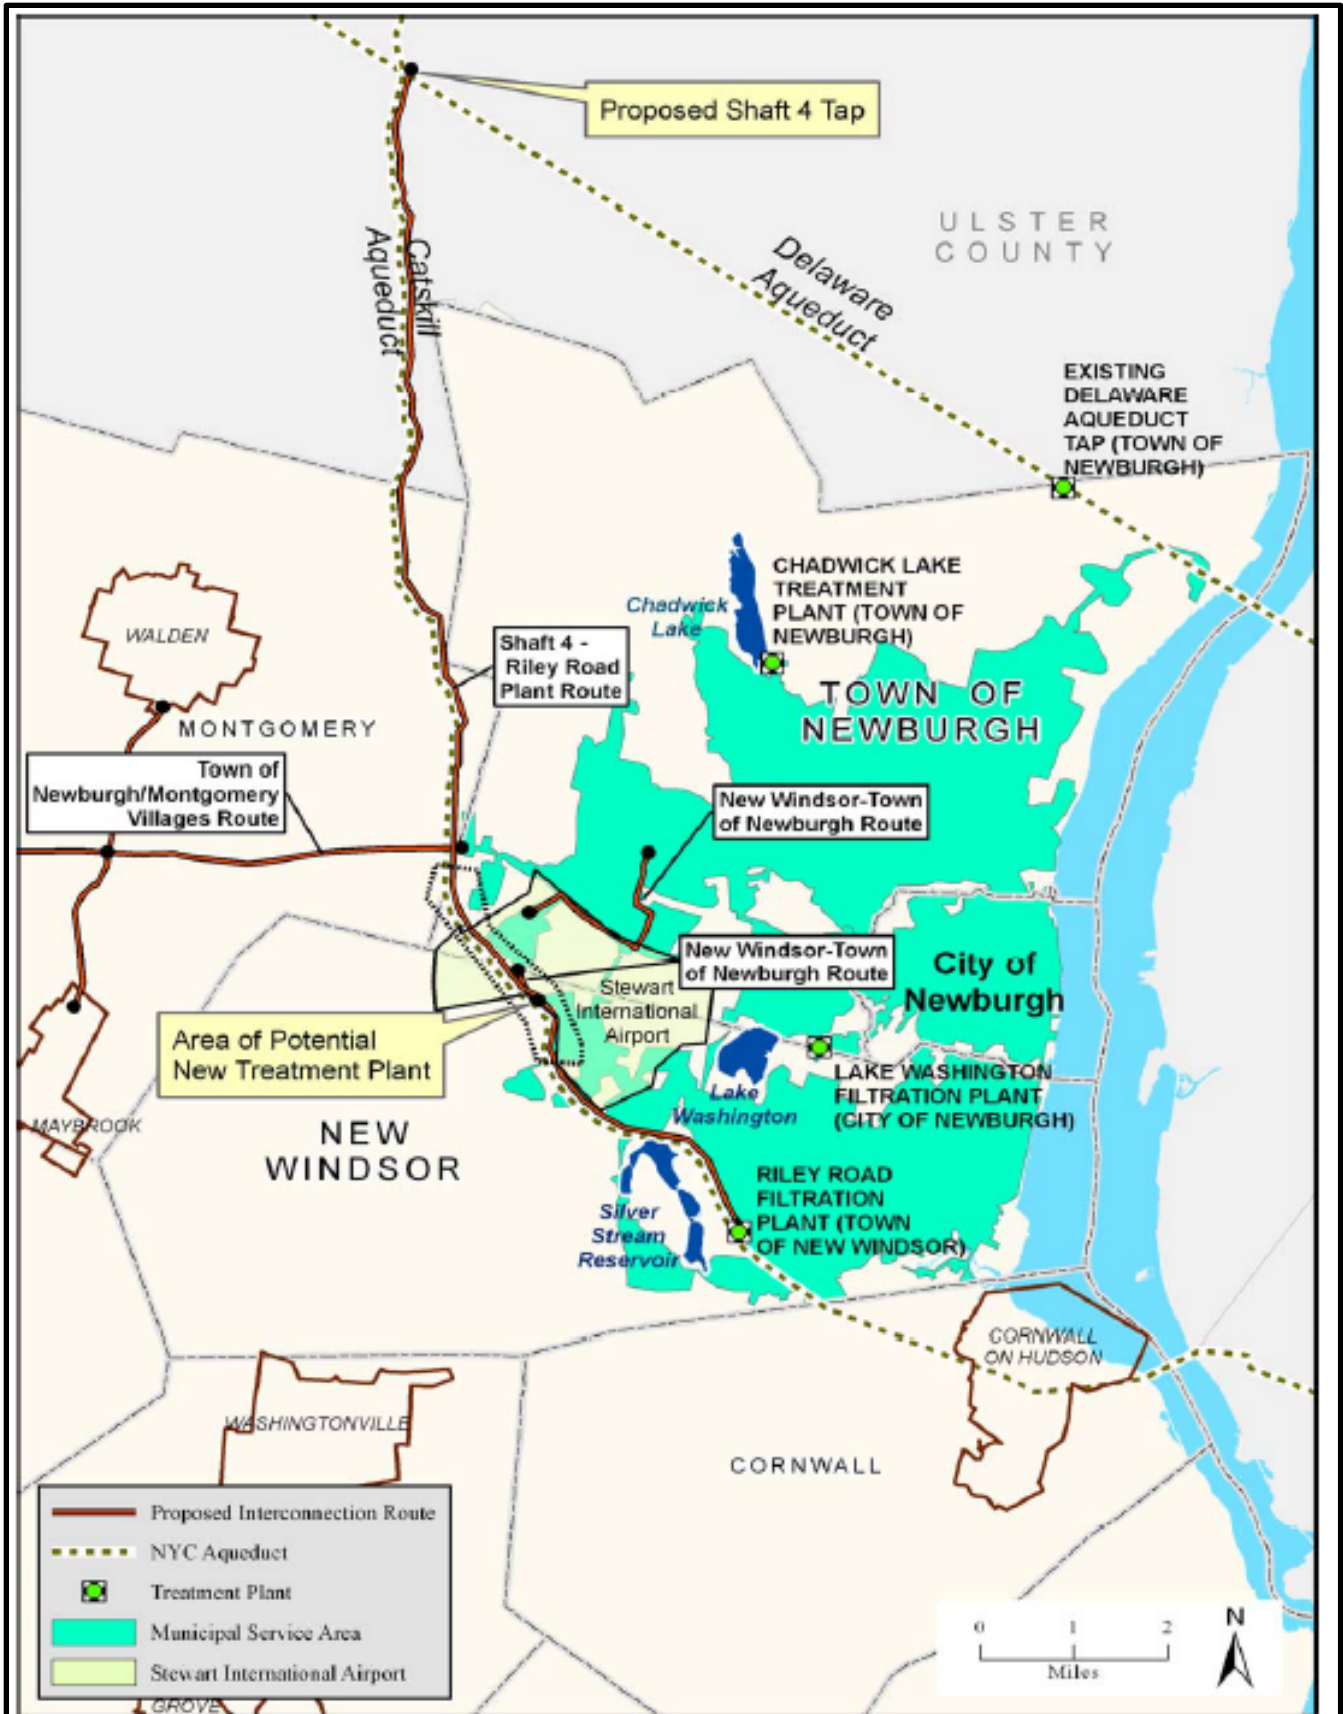 Proposed Shaft 4 Tap
ULSTER
COUNTY
Delaware
Aqueduct
Catskill
Aqueduct
EXISTING
DELAWARE
AQUEDUCT
TAP (TOWN OF
NEWBURGH)
CHADWICK LAKE
TREATMENT
PLANT (TOWN OF
NEWBURGH)
Chadwick
Lake
WALDEN
Shaft 4 -
Riley Road
Plant Route
TOWN OF
NEWBURGH
MONTGOMERY
Town of
Newburgh/Montgomery
Villages Route
New Windsor-Town
of Newburgh Route
New Windsor-Town
of Newburgh Route
City of
Newburgh
Stewart
International
Airport
Area of Potential
New Treatment Plant
LAKE WASHINGTON
FILTRATION PLANT
(CITY OF NEWBURGH)
Lake
Washington
MAYBROOK
NEW
WINDSOR
RILEY ROAD
FILTRATION
PLANT (TOWN
OF NEW WINDSOR)
Silver
Stream
Reservoir
CORNWALL
ON HUDSON
WASHINGTONVILLE
CORNWALL
Proposed Interconnection Route
NYC Aqueduct
Treatment Plant
Municipal Service Area
Stewart International Airport
GROVE
0 1 2
Miles
N